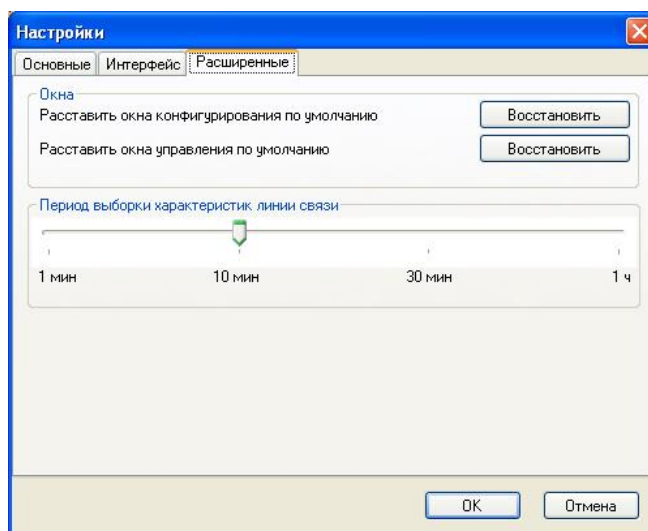 Настройки
Основные Интерфейс Расширенные
Окна
Расставить окна конфигурирования по умолчанию Восстановить
Расставить окна управления по умолчанию Восстановить
Период выборки характеристик линии связи
1 мин 10 мин 30 мин 1 ч
OK Отмена